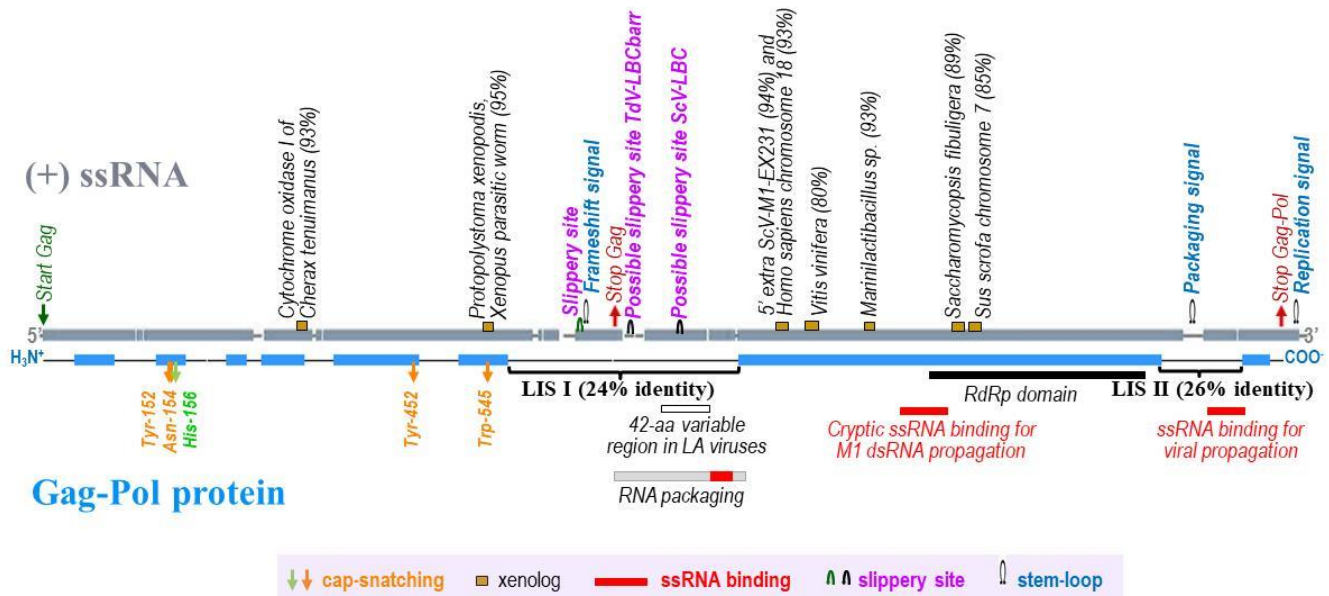 (+) ssRNA
Start Gag
Cytochrome oxidase I of
Cherax tenuimanus (93%)
Protopolystoma xenopodis,
Xenopus parasitic worm (95%)
Slippery site
Frameshift signal
Stop Gag
Possible slippery site TdV-LBCbarr
Possible slippery site ScV-LBC
5' extra ScV-M1-EX231 (94%) and
Homo sapiens chromosome 18 (93%)
Vitis vinifera (80%)
Marinilactibacillus sp. (93%)
Saccharomycopsis fibuligera (89%)
Sus scrofa chromosome 7 (85%)
Packaging signal
Stop Gag-Pol
Replication signal
5'
3'
H₃N⁺
COO⁻
Tyr-152
Asn-154
His-156
Tyr-452
Trp-545
LIS I (24% identity)
RdRp domain
LIS II (26% identity)
42-aa variable
region in LA viruses
Cryptic ssRNA binding for
M1 dsRNA propagation
ssRNA binding for
viral propagation
RNA packaging
Gag-Pol protein
cap-snatching
xenolog
ssRNA binding
slippery site
stem-loop